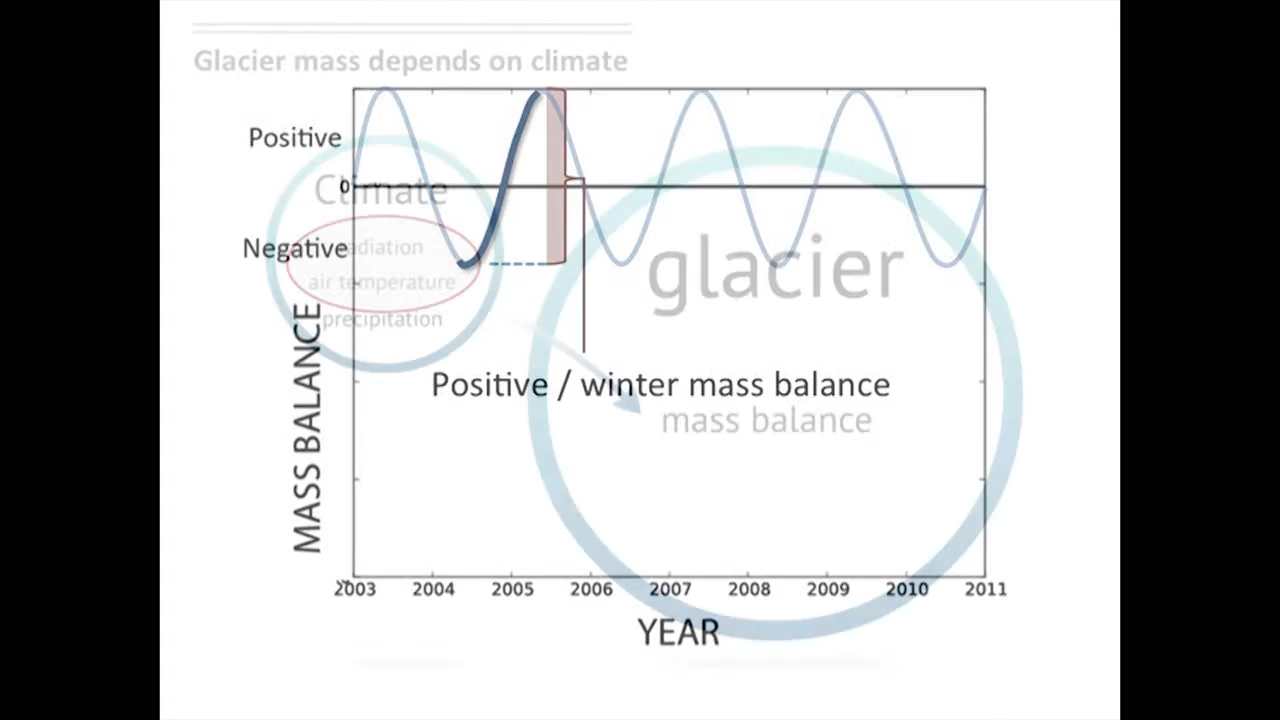 Glacier mass depends on climate
Positive
Climate
0
Negative
radiation
air temperature
precipitation
glacier
Positive / winter mass balance
mass balance
MASS BALANCE
2003 2004 2005 2006 2007 2008 2009 2010 2011
YEAR